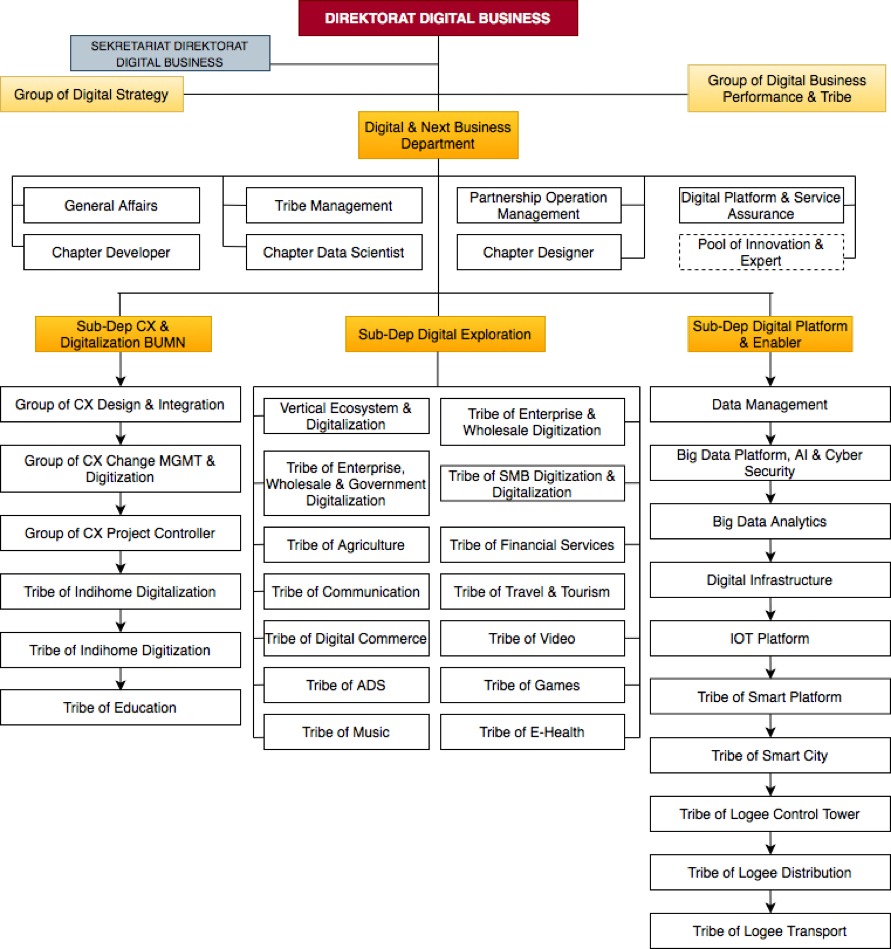 DIREKTORAT DIGITAL BUSINESS
SEKRETARIAT DIREKTORAT
DIGITAL BUSINESS
Group of Digital Strategy
Group of Digital Business
Performance & Tribe
Digital & Next Business
Department
General Affairs
Tribe Management
Partnership Operation
Management
Digital Platform & Service
Assurance
Chapter Developer
Chapter Data Scientist
Chapter Designer
Pool of Innovation &
Expert
Sub-Dep CX &
Digitalization BUMN
Sub-Dep Digital Exploration
Sub-Dep Digital Platform
& Enabler
Group of CX Design & Integration
Group of CX Change MGMT &
Digitization
Group of CX Project Controller
Tribe of Indihome Digitalization
Tribe of Indihome Digitization
Tribe of Education
Vertical Ecosystem &
Digitalization
Tribe of Enterprise &
Wholesale Digitization
Tribe of Enterprise,
Wholesale & Government
Digitalization
Tribe of SMB Digitization &
Digitalization
Tribe of Agriculture
Tribe of Financial Services
Tribe of Communication
Tribe of Travel & Tourism
Tribe of Digital Commerce
Tribe of Video
Tribe of ADS
Tribe of Games
Tribe of Music
Tribe of E-Health
Data Management
Big Data Platform, AI & Cyber
Security
Big Data Analytics
Digital Infrastructure
IOT Platform
Tribe of Smart Platform
Tribe of Smart City
Tribe of Logee Control Tower
Tribe of Logee Distribution
Tribe of Logee Transport